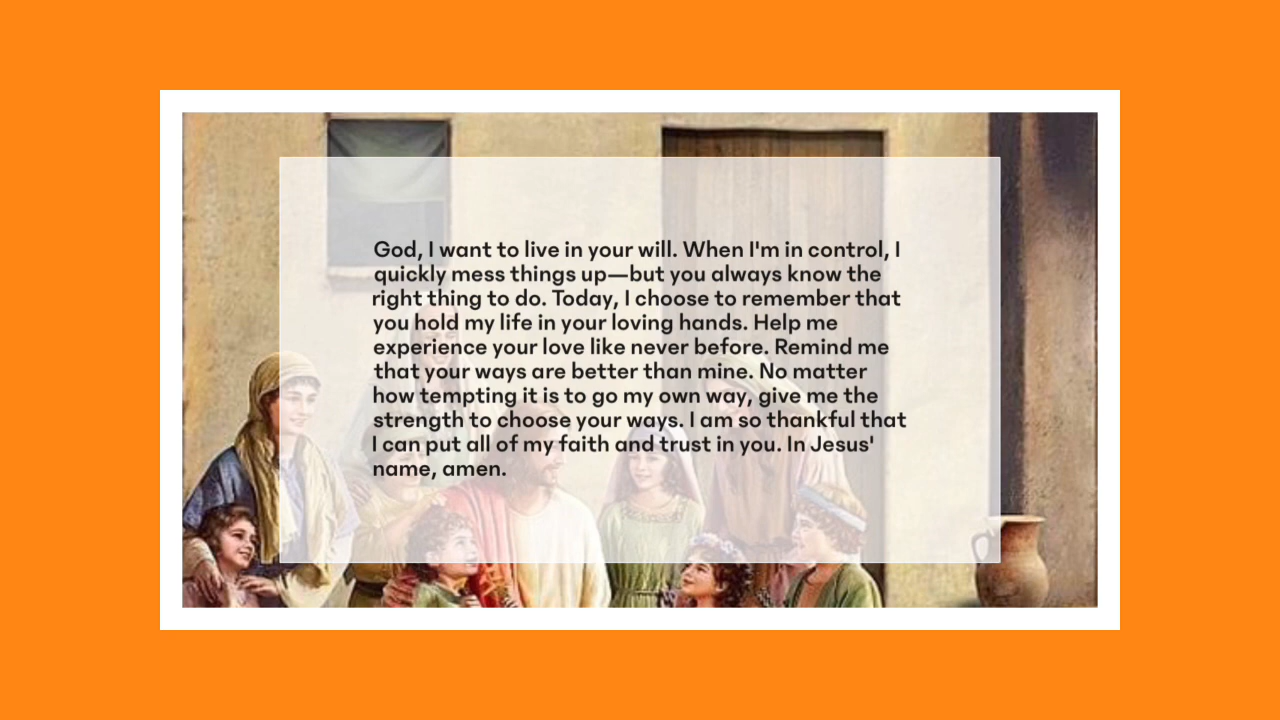 God, I want to live in your will. When I'm in control, I
quickly mess things up—but you always know the
right thing to do. Today, I choose to remember that
you hold my life in your loving hands. Help me
experience your love like never before. Remind me
that your ways are better than mine. No matter
how tempting it is to go my own way, give me the
strength to choose your ways. I am so thankful that
I can put all of my faith and trust in you. In Jesus'
name, amen.